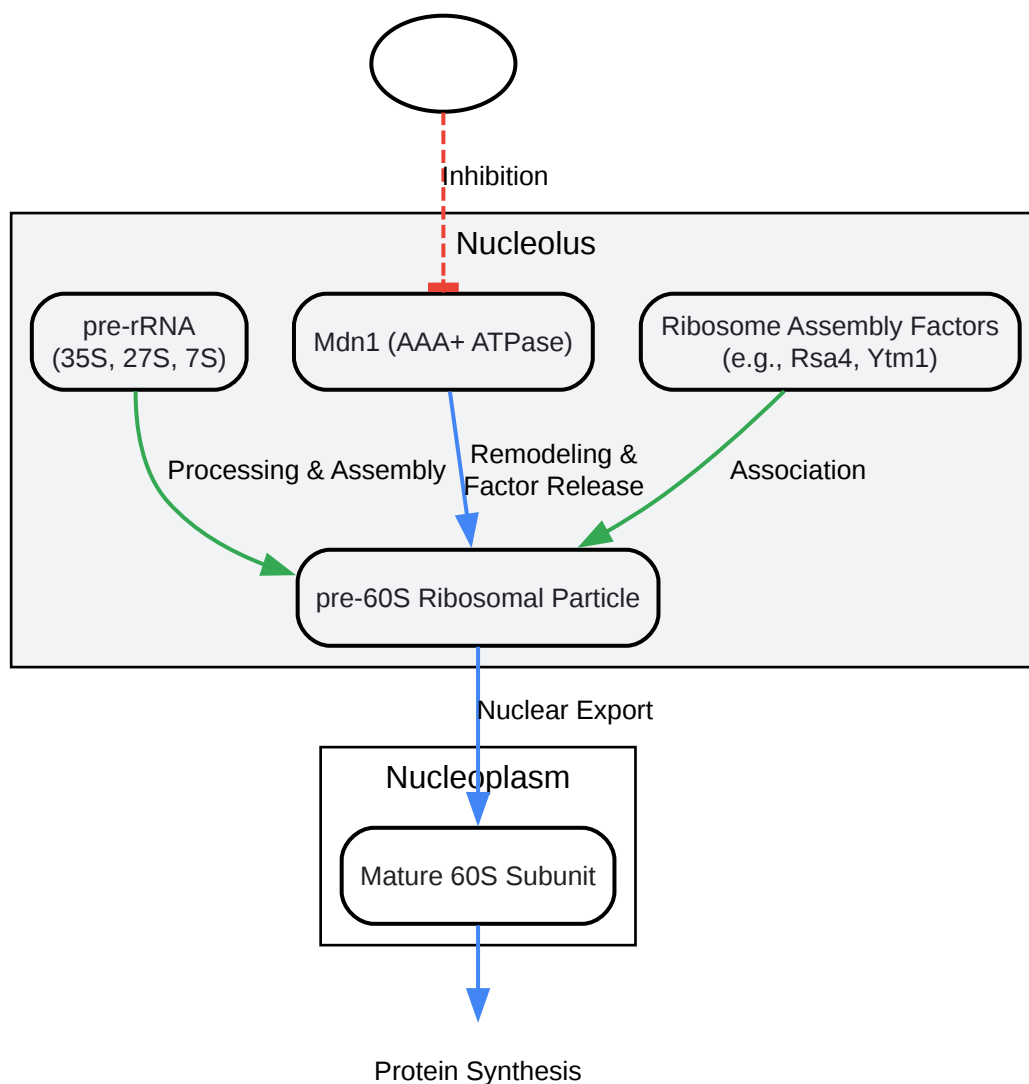 Inhibition
Nucleolus
pre-rRNA
(35S, 27S, 7S)
Mdn1 (AAA+ ATPase)
Ribosome Assembly Factors
(e.g., Rsa4, Ytm1)
Processing & Assembly
Remodeling &
Factor Release
Association
pre-60S Ribosomal Particle
Nuclear Export
Nucleoplasm
Mature 60S Subunit
Protein Synthesis